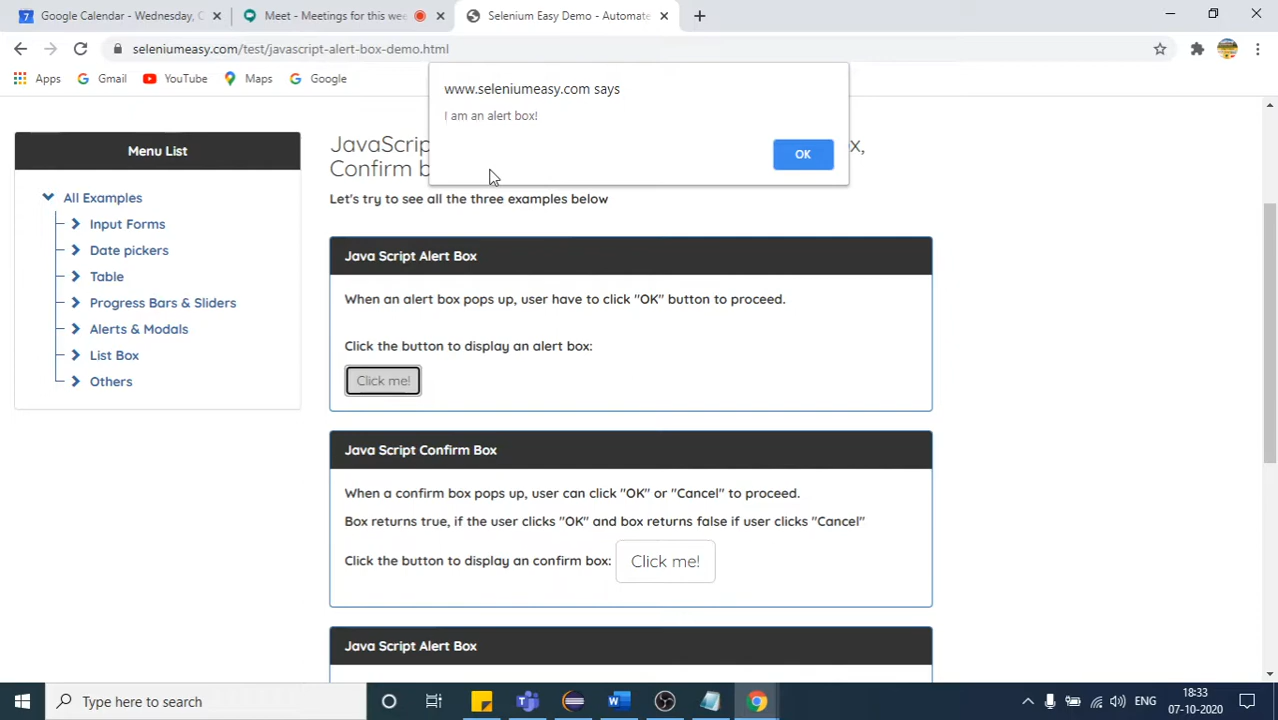 Google Calendar - Wednesday, C
Meet - Meetings for this wee
Selenium Easy Demo - Automate
seleniumeasy.com/test/javascript-alert-box-demo.html
Apps
Gmail
YouTube
Maps
Google
www.seleniumeasy.com says
I am an alert box!
OK
Menu List
All Examples
Input Forms
Date pickers
Table
Progress Bars & Sliders
Alerts & Modals
List Box
Others
JavaScrip x,
Confirm b
Let's try to see all the three examples below
Java Script Alert Box
When an alert box pops up, user have to click "OK" button to proceed.
Click the button to display an alert box:
Click me!
Java Script Confirm Box
When a confirm box pops up, user can click "OK" or "Cancel" to proceed.
Box returns true, if the user clicks "OK" and box returns false if user clicks "Cancel"
Click the button to display an confirm box: Click me!
Java Script Alert Box
Type here to search
ENG
18:33
07-10-2020